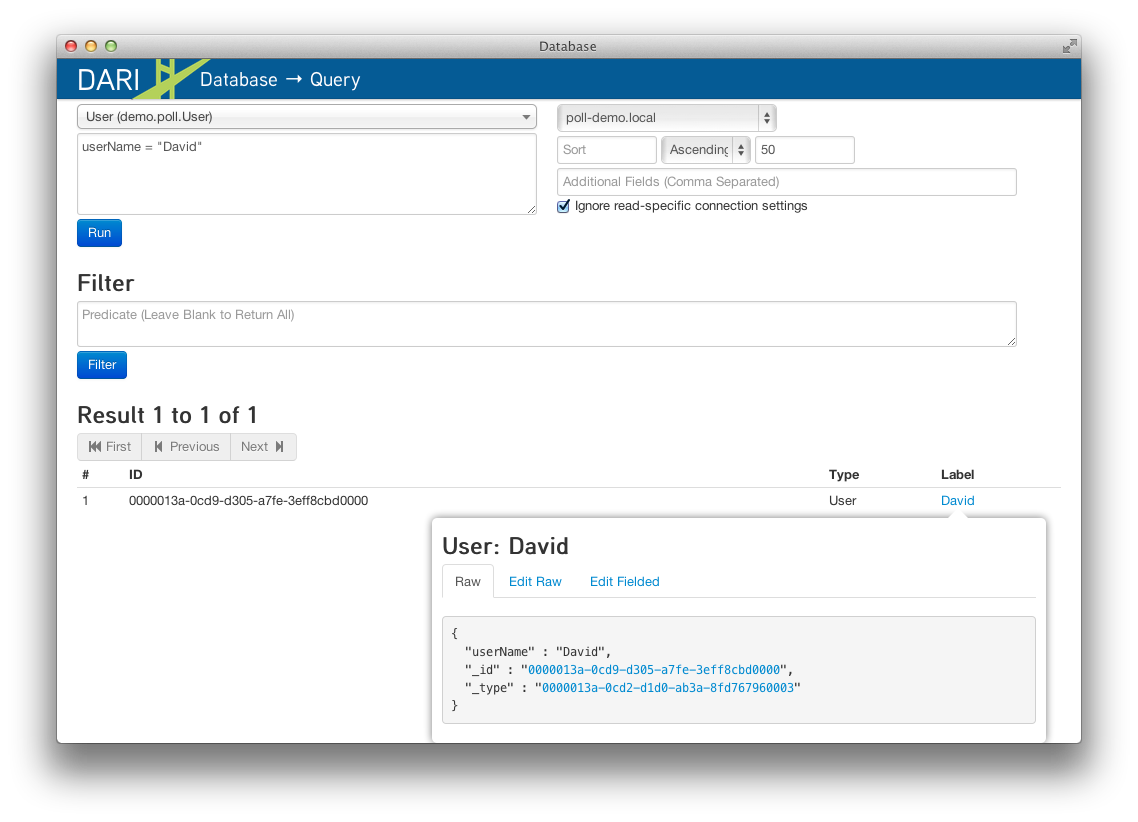 Database
DARI Database → Query
User (demo.poll.User)
poll-demo.local
userName = "David"
Sort
Ascending
50
Additional Fields (Comma Separated)
Ignore read-specific connection settings
Run
Filter
Predicate (Leave Blank to Return All)
Filter
Result 1 to 1 of 1
First Previous Next
# ID Type Label
1 0000013a-0cd9-d305-a7fe-3eff8cbd0000 User David
User: David
Raw Edit Raw Edit Fielded
{
"userName" : "David",
"_id" : "0000013a-0cd9-d305-a7fe-3eff8cbd0000",
"_type" : "0000013a-0cd2-d1d0-ab3a-8fd767960003"
}